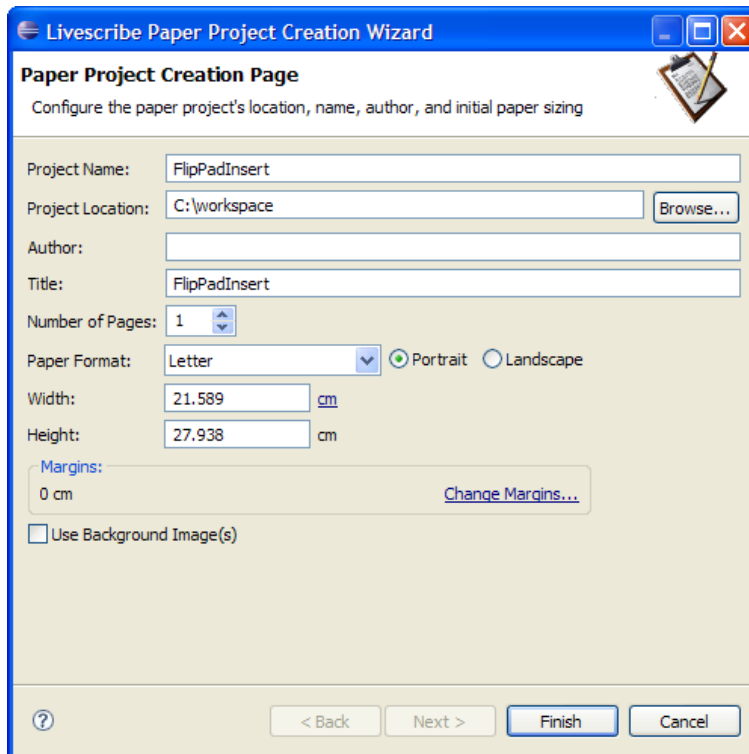 Livescribe Paper Project Creation Wizard
Paper Project Creation Page
Configure the paper project's location, name, author, and initial paper sizing
Project Name: FlipPadInsert
Project Location: C:\workspace Browse...
Author:
Title: FlipPadInsert
Number of Pages: 1
Paper Format: Letter Portrait Landscape
Width: 21.589 cm
Height: 27.938 cm
Margins:
0 cm Change Margins...
Use Background Image(s)
? < Back Next > Finish Cancel